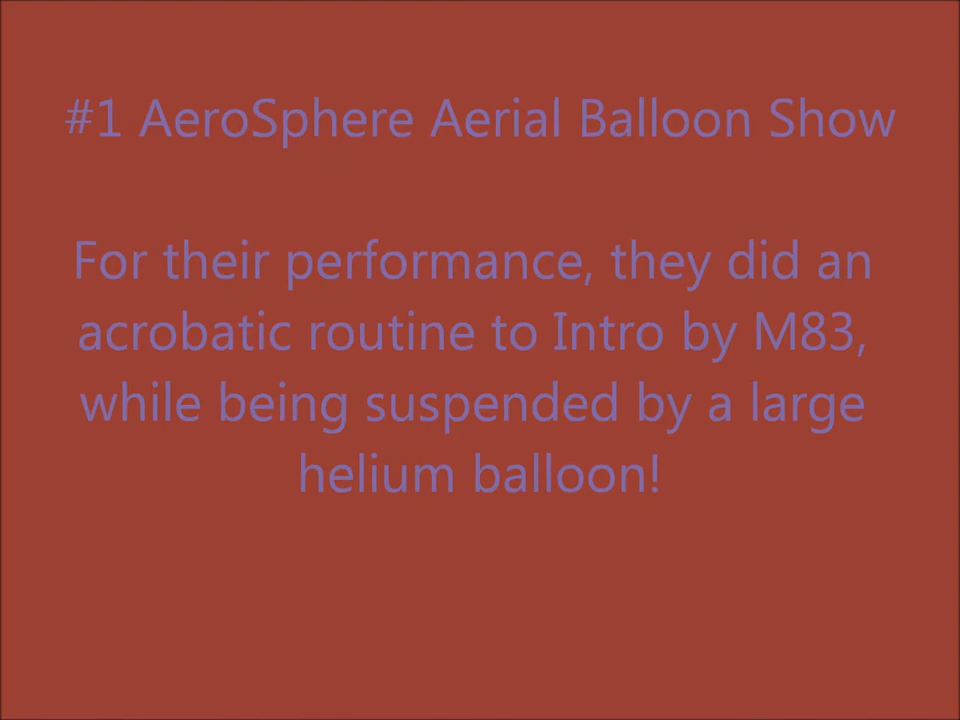 #1 AeroSphere Aerial Balloon Show
For their performance, they did an
acrobatic routine to Intro by M83,
while being suspended by a large
helium balloon!